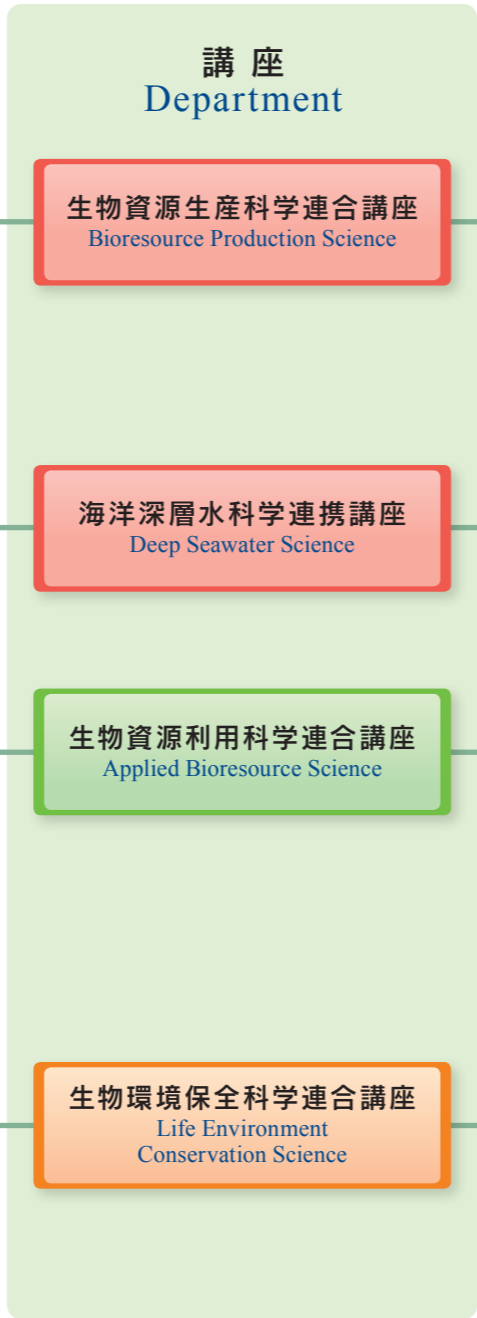 講座
Department
生物資源生産科学連合講座
Bioresource Production Science
海洋深層水科学連携講座
Deep Seawater Science
生物資源利用科学連合講座
Applied Bioresource Science
生物環境保全科学連合講座
Life Environment
Conservation Science